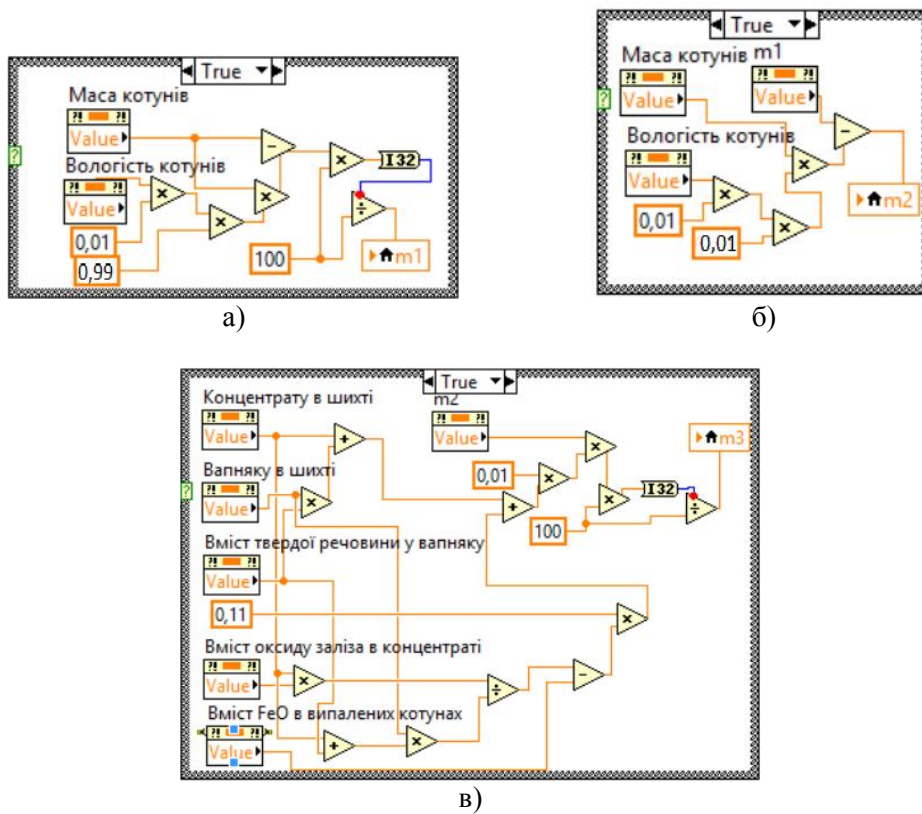 True
Маса котунів
?! ?!
Value
Вологість котунів
?! ?!
Value
0,01
0,99
-
×
I32
×
×
×
÷
100
m1
?
а)
True
Маса котунів m1
?! ?!
Value
?! ?!
Value
Вологість котунів
?! ?!
Value
0,01
0,01
-
×
×
×
m2
?
б)
True
Концентрату в шихті
?! ?!
Value
m2
?! ?!
Value
m3
+
×
Вапняку в шихті
?! ?!
Value
0,01
×
×
I32
×
+
×
÷
100
?
Вміст твердої речовини у вапняку
?! ?!
Value
0,11
×
Вміст оксиду заліза в концентраті
?! ?!
Value
×
÷
-
Вміст FeO в випалених котунах
?! ?!
Value
+
×
в)